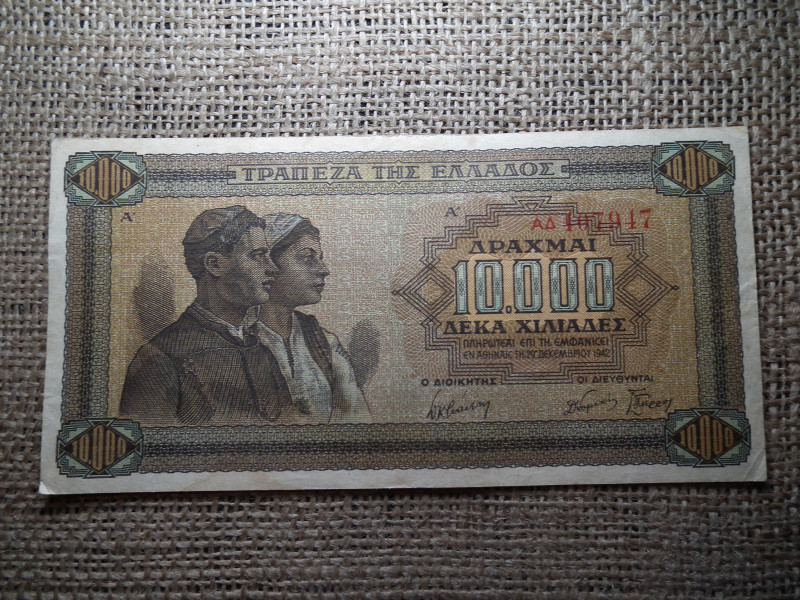 10.000 10.000
ΤΡΑΠΕΖΑ ΤΗΣ ΕΛΛΑΔΟΣ
Α' Α'
ΑΔ 407947
ΔΡΑΧΜΑΙ
10.000
ΔΕΚΑ ΧΙΛΙΑΔΕΣ
ΠΛΗΡΩΤΕΑΙ ΕΠΙ ΤΗ ΕΜΦΑΝΙΣΕΙ
ΕΝ ΑΘΗΝΑΙΣ ΤΗ 29 ΔΕΚΕΜΒΡΙΟΥ 1942
Ο ΔΙΟΙΚΗΤΗΣ ΟΙ ΔΙΕΥΘΥΝΤΑΙ
10.000 10.000